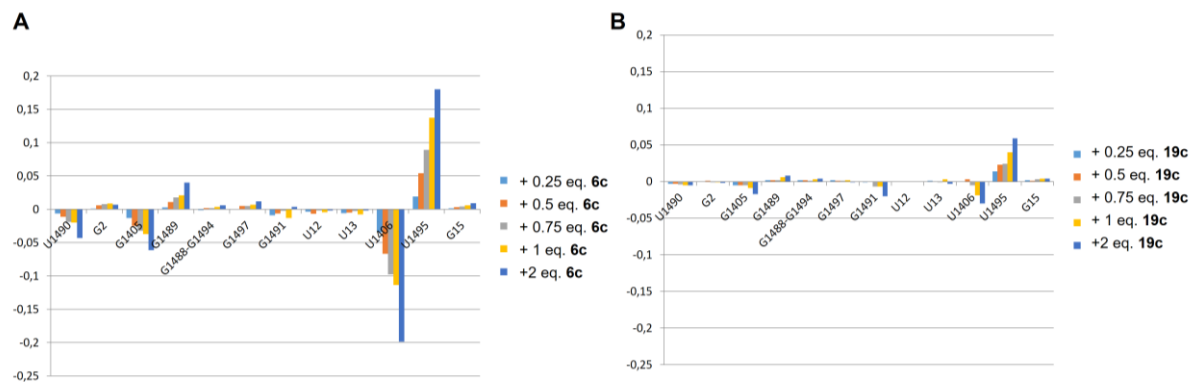 A
0,2
0,15
0,1
0,05
0
-0,05
-0,1
-0,15
-0,2
-0,25
U1490
G2
G1405
G1489
G1488-G1494
G1497
G1491
U12
U13
U1406
U1495
G15
+ 0.25 eq. 6c
+ 0.5 eq. 6c
+ 0.75 eq. 6c
+ 1 eq. 6c
+2 eq. 6c
B
0,2
0,15
0,1
0,05
0
-0,05
-0,1
-0,15
-0,2
-0,25
U1490
G2
G1405
G1489
G1488-G1494
G1497
G1491
U12
U13
U1406
U1495
G15
+ 0.25 eq. 19c
+ 0.5 eq. 19c
+ 0.75 eq. 19c
+ 1 eq. 19c
+2 eq. 19c